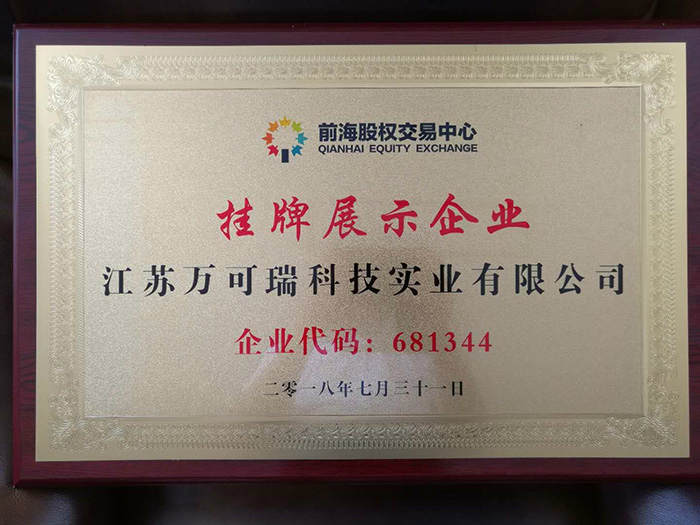 前海股权交易中心
QIANHAI EQUITY EXCHANGE
挂牌展示企业
江苏万可瑞科技实业有限公司
企业代码：681344
二零一八年七月三十一日